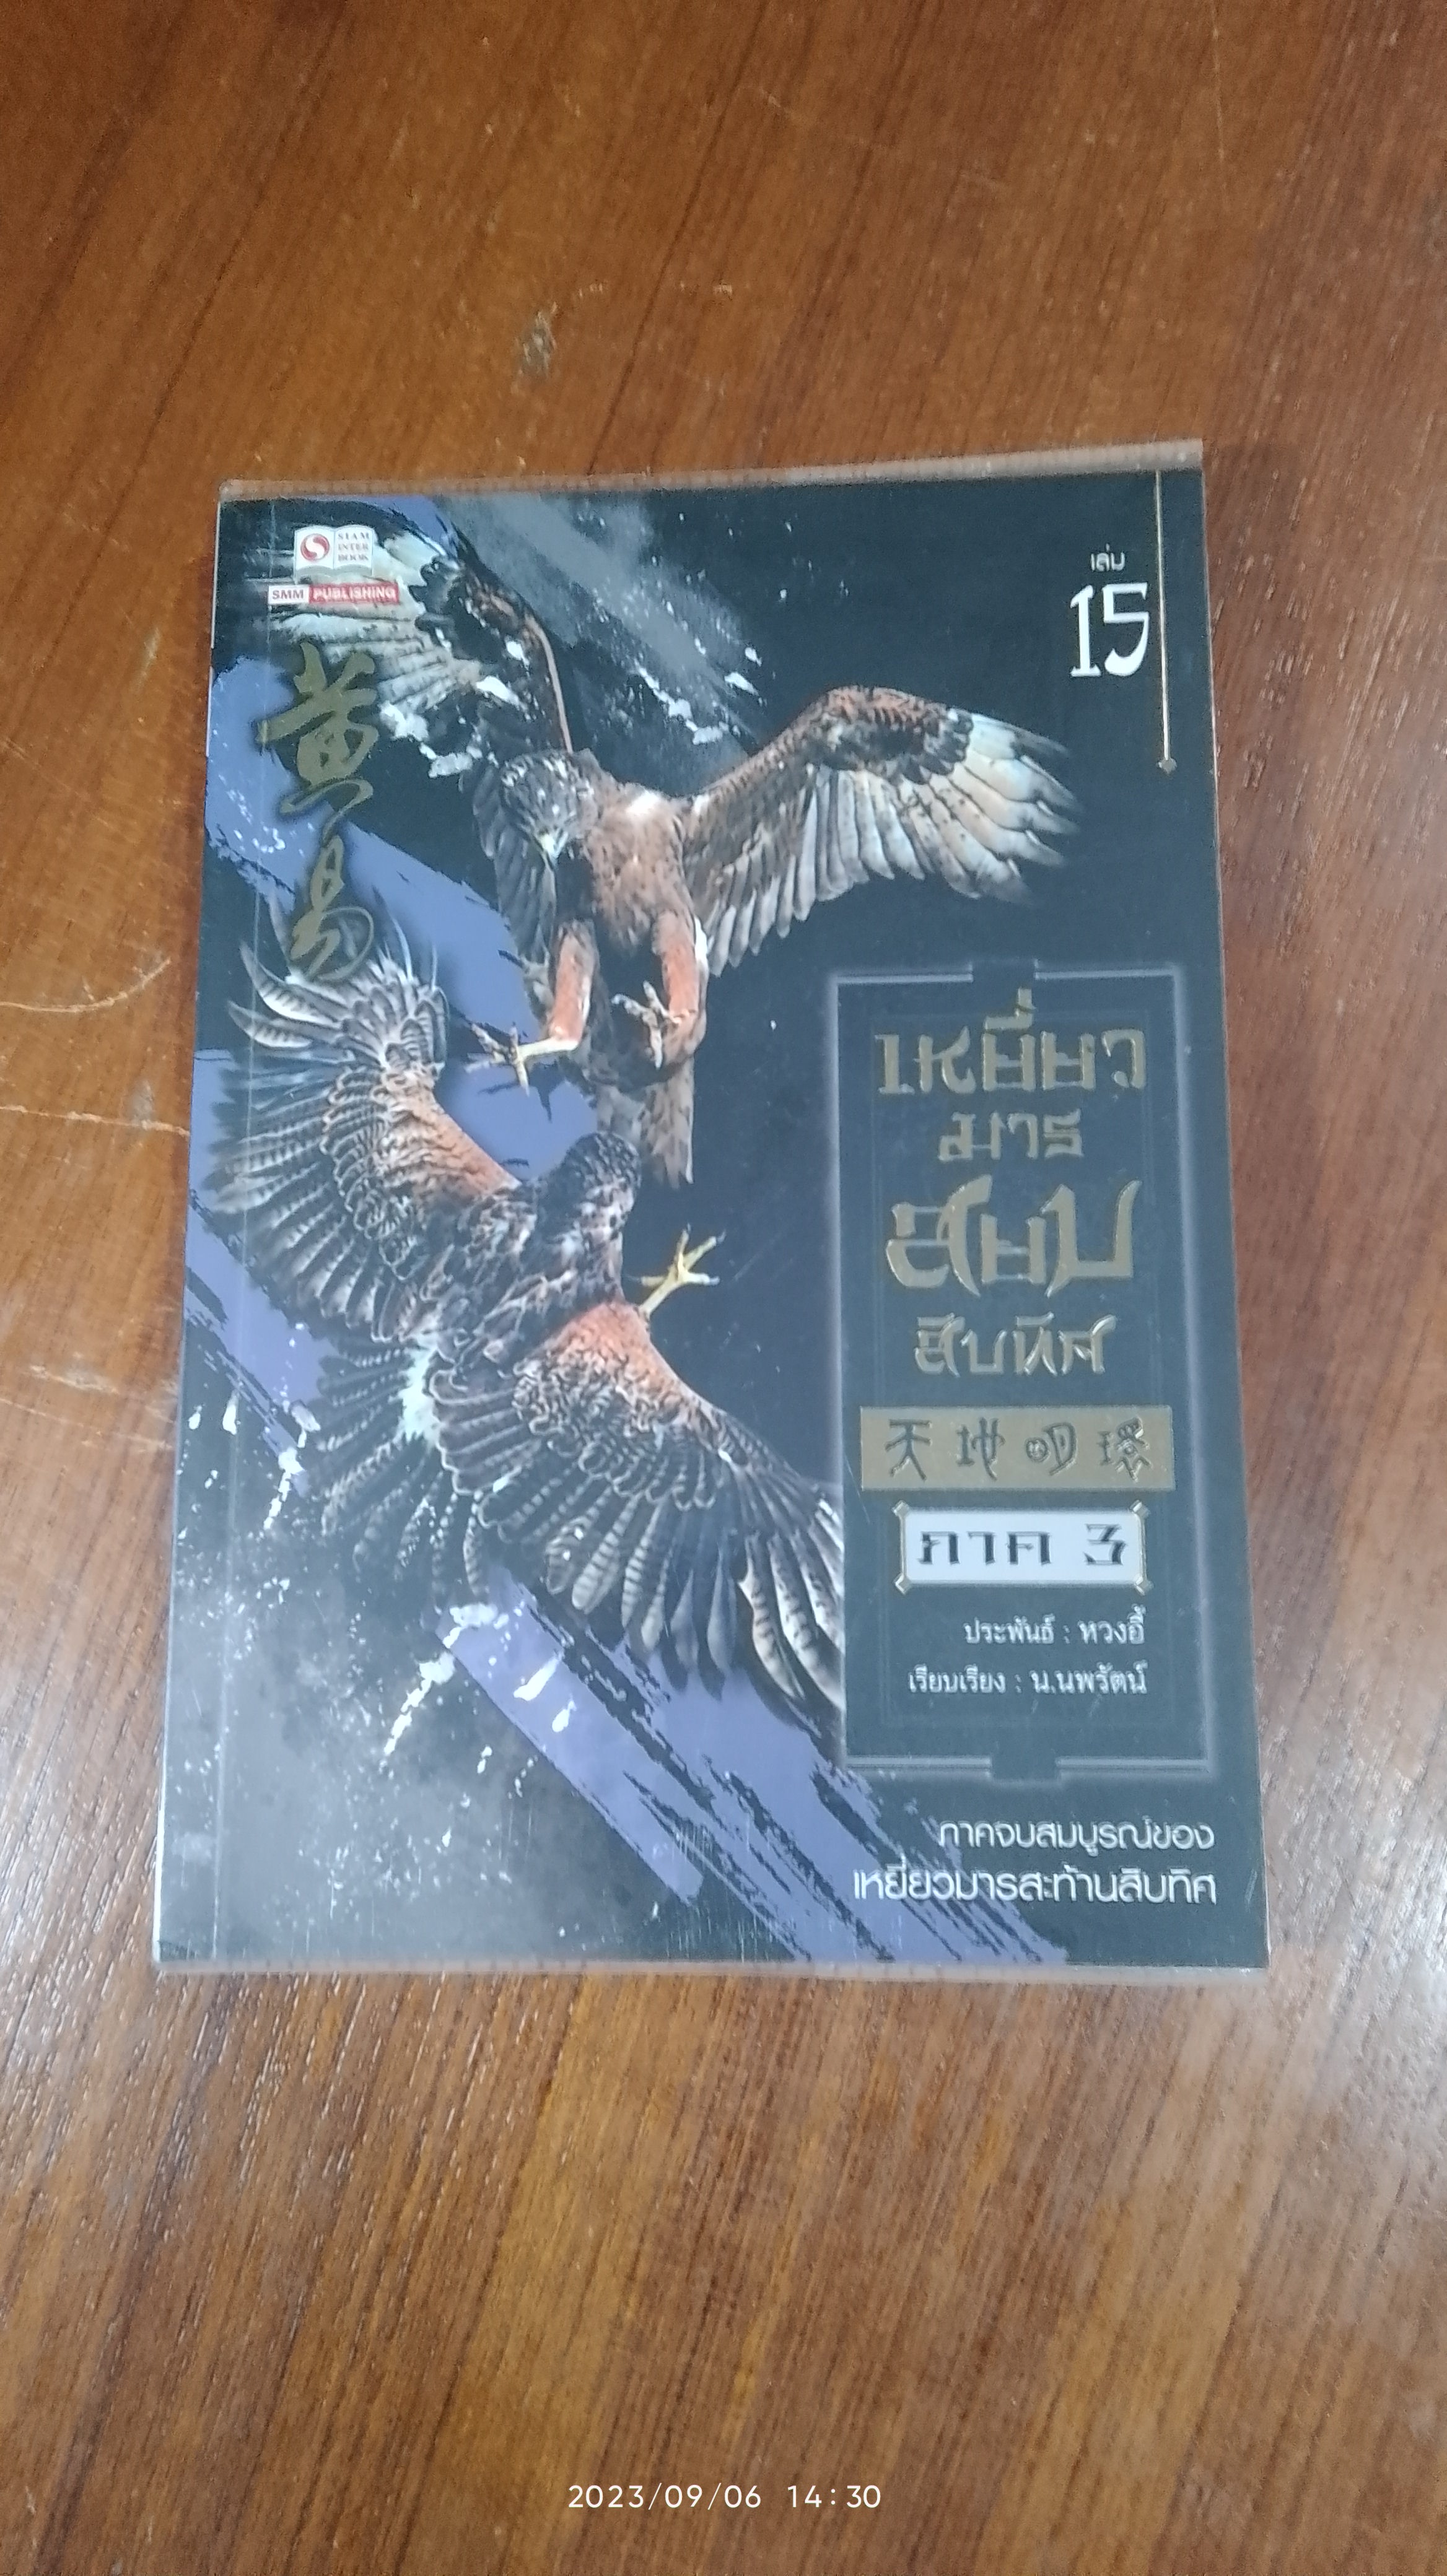 SIAM
INTER
BOOK
SMM PUBLISHING
เล่ม
15
黄易
เหยี่ยว
มาร
สยบ
สิบทิศ
天地明環
ภาค 3
ประพันธ์ : หวงอี้
เรียบเรียง : น.นพรัตน์
ภาคจบสมบูรณ์ของ
เหยี่ยวมารสะท้านสิบทิศ
2023/09/06 14:30